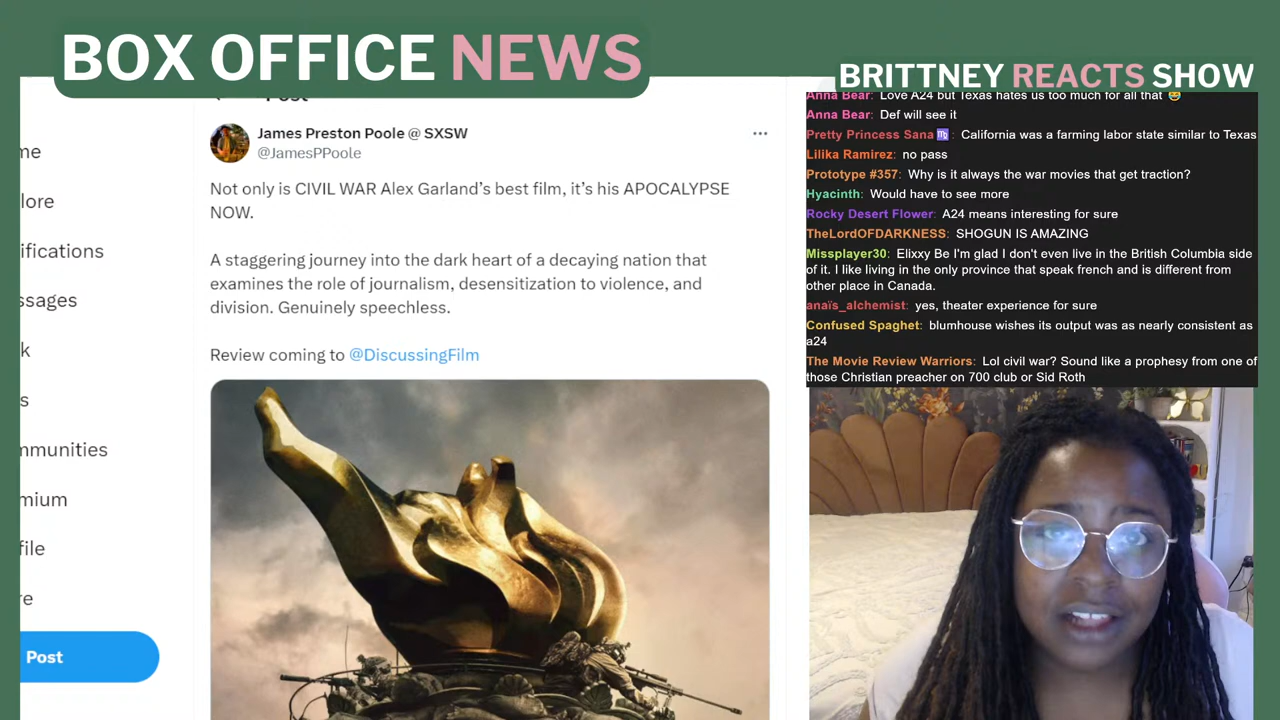 BOX OFFICE NEWS
BRITTNEY REACTS SHOW
Post
James Preston Poole @ SXSW
@JamesPPoole
Not only is CIVIL WAR Alex Garland's best film, it's his APOCALYPSE
NOW.
A staggering journey into the dark heart of a decaying nation that
examines the role of journalism, desensitization to violence, and
division. Genuinely speechless.
Review coming to @DiscussingFilm
me
lore
ifications
ssages
k
s
mmunities
mium
file
re
Post
Anna Bear: Love A24 but Texas hates us too much for all that 😅
Anna Bear: Def will see it
Pretty Princess Sana♍: California was a farming labor state similar to Texas
Lilika Ramirez: no pass
Prototype #357: Why is it always the war movies that get traction?
Hyacinth: Would have to see more
Rocky Desert Flower: A24 means interesting for sure
TheLordOFDARKNESS: SHOGUN IS AMAZING
Missplayer30: Elixxy Be I'm glad I don't even live in the British Columbia side
of it. I like living in the only province that speak french and is different from
other place in Canada.
anaïs_alchemist: yes, theater experience for sure
Confused Spaghet: blumhouse wishes its output was as nearly consistent as
a24
The Movie Review Warriors: Lol civil war? Sound like a prophesy from one of
those Christian preacher on 700 club or Sid Roth